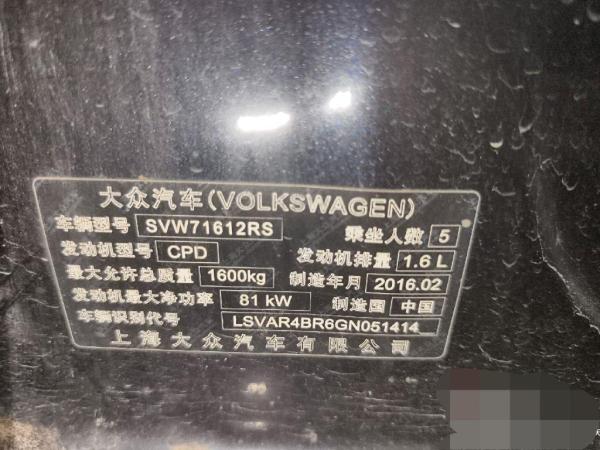 大众汽车(VOLKSWAGEN)
车辆型号 SVW71612RS 乘坐人数 5
发动机型号 CPD 发动机排量 1.6 L
最大允许总质量 1600kg 制造年月 2016.02
发动机最大净功率 81 kW 制造国 中国
车辆识别代号 LSVAR4BR6GN051414
上海大众汽车有限公司